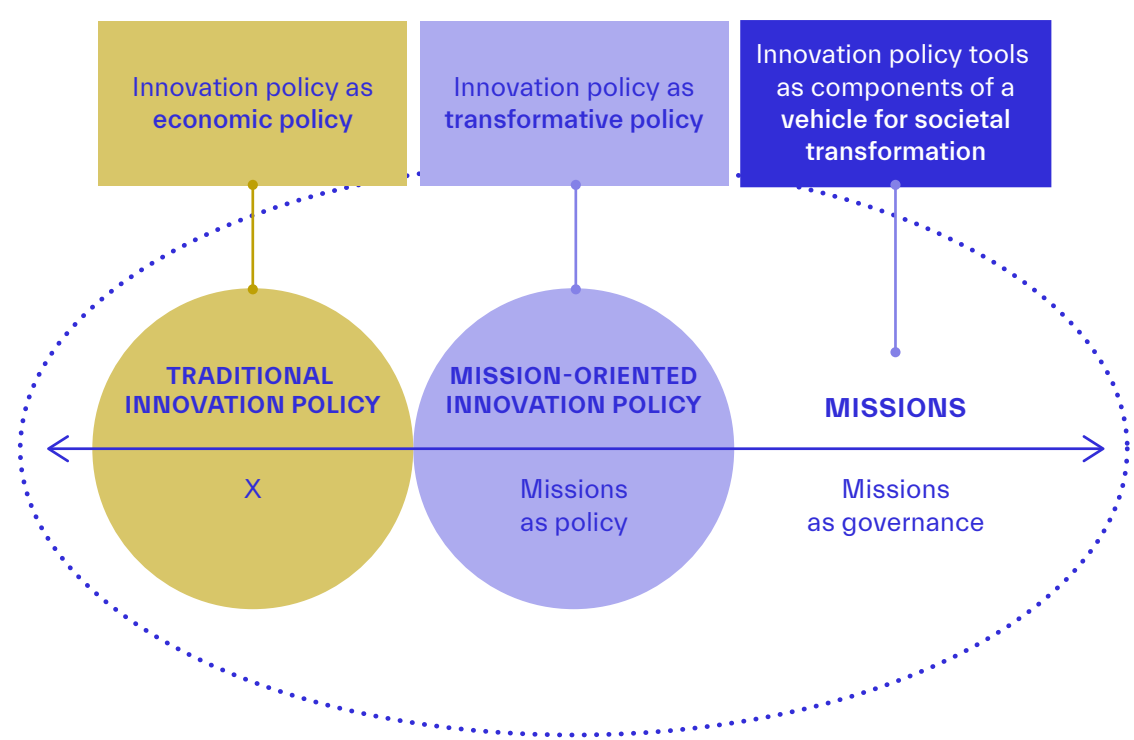 Innovation policy as
economic policy
Innovation policy as
transformative policy
Innovation policy tools
as components of a
vehicle for societal
transformation
TRADITIONAL
INNOVATION POLICY
X
MISSION-ORIENTED
INNOVATION POLICY
Missions
as policy
MISSIONS
Missions
as governance